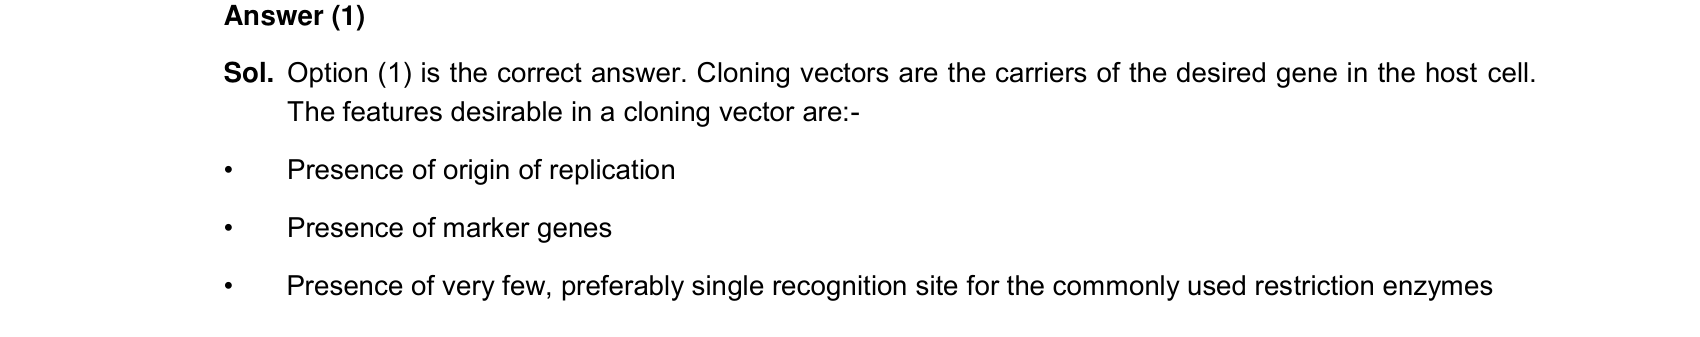 Answer (1)
Sol. Option (1) is the correct answer. Cloning vectors are the carriers of the desired gene in the host cell.
The features desirable in a cloning vector are:-
• Presence of origin of replication
• Presence of marker genes
• Presence of very few, preferably single recognition site for the commonly used restriction enzymes